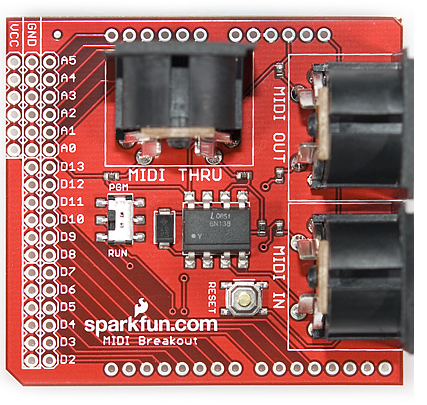 VCC
GND
A5
A4
A3
A2
A1
A0
D13
D12
D11
D10
D9
D8
D7
D6
D5
D4
D3
D2
MIDI THRU
PGM
RUN
6N138
MIDI OUT
MIDI IN
RESET
sparkfun.com
MIDI Breakout